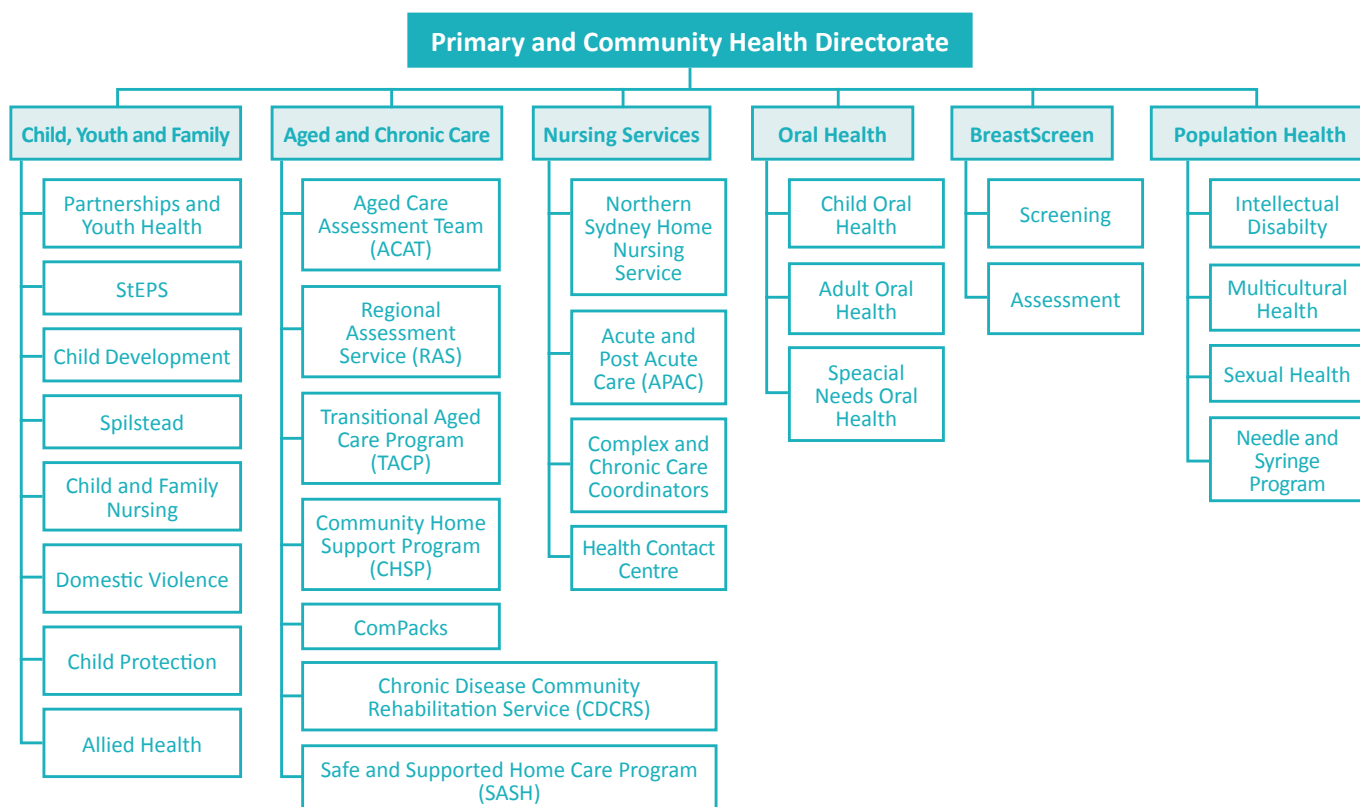 Primary and Community Health Directorate
Child, Youth and Family
Partnerships and
Youth Health
StEPS
Child Development
Spilstead
Child and Family
Nursing
Domestic Violence
Child Protection
Allied Health
Aged and Chronic Care
Aged Care
Assessment Team
(ACAT)
Regional
Assessment
Service (RAS)
Transitional Aged
Care Program
(TACP)
Community Home
Support Program
(CHSP)
ComPacks
Chronic Disease Community
Rehabilitation Service (CDCRS)
Safe and Supported Home Care Program
(SASH)
Nursing Services
Northern
Sydney Home
Nursing
Service
Acute and
Post Acute
Care (APAC)
Complex and
Chronic Care
Coordinators
Health Contact
Centre
Oral Health
Child Oral
Health
Adult Oral
Health
Speacial
Needs Oral
Health
BreastScreen
Screening
Assessment
Population Health
Intellectual
Disabilty
Multicultural
Health
Sexual Health
Needle and
Syringe
Program